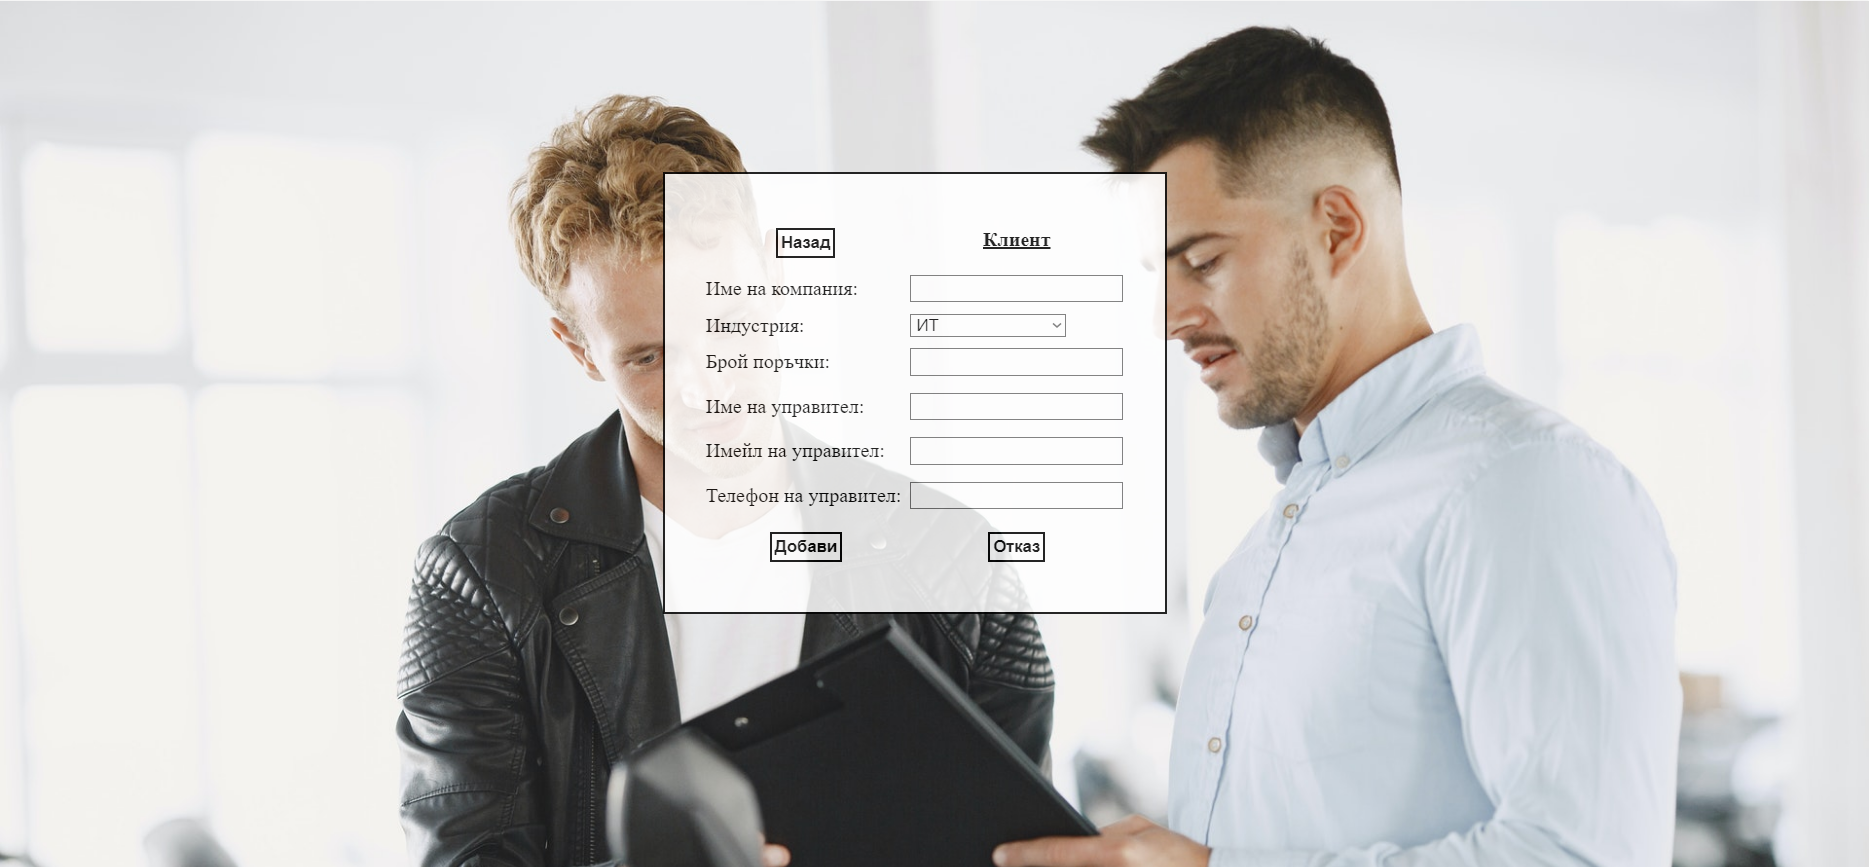 Назад
Клиент
Име на компания:
Индустрия: ИТ
Брой поръчки:
Име на управител:
Имейл на управител:
Телефон на управител:
Добави
Отказ